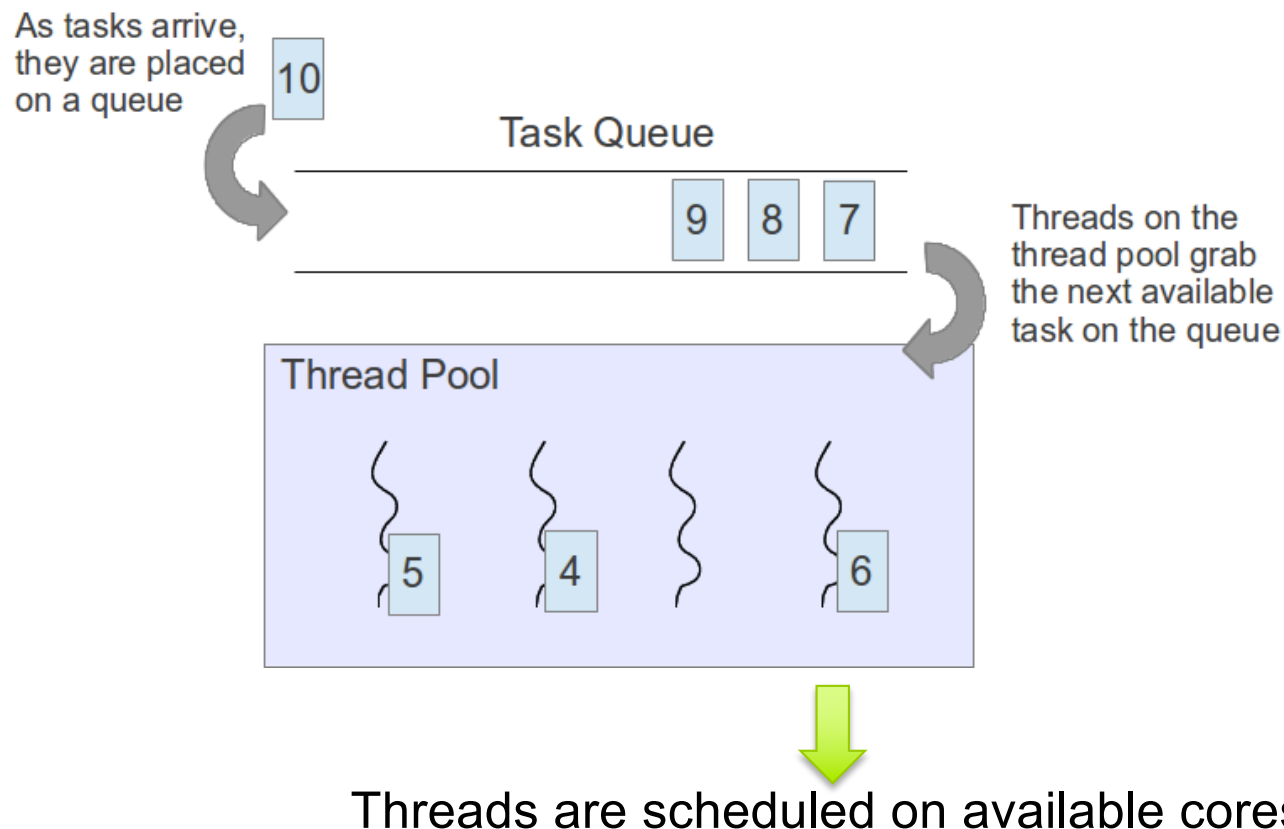 As tasks arrive,
they are placed
on a queue
10
Task Queue
9 8 7
Threads on the
thread pool grab
the next available
task on the queue
Thread Pool
5 4 6
Threads are scheduled on available cores